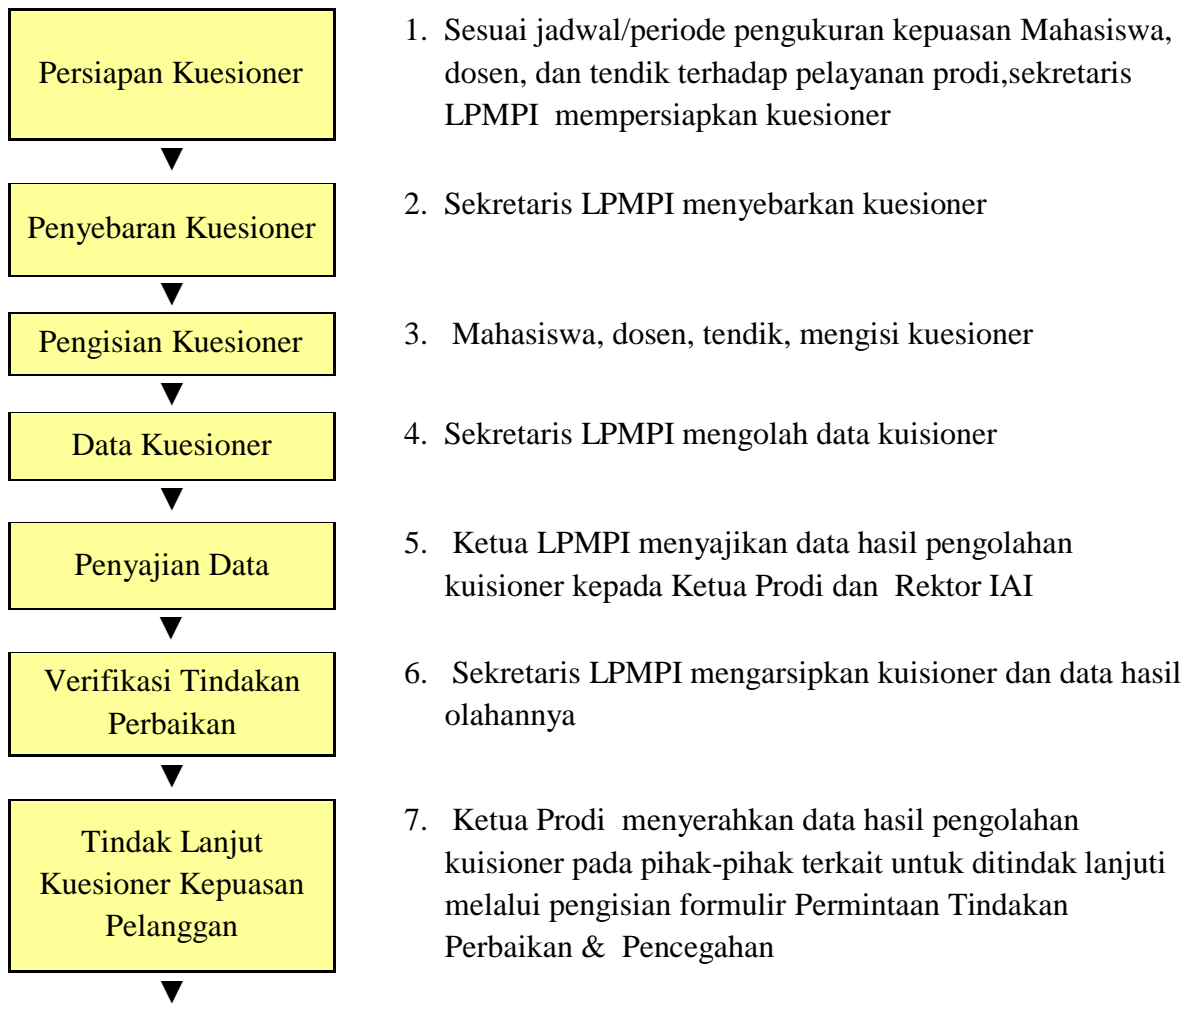 Persiapan Kuesioner
1. Sesuai jadwal/periode pengukuran kepuasan Mahasiswa,
dosen, dan tendik terhadap pelayanan prodi,sekretaris
LPMPI mempersiapkan kuesioner
Penyebaran Kuesioner
2. Sekretaris LPMPI menyebarkan kuesioner
Pengisian Kuesioner
3. Mahasiswa, dosen, tendik, mengisi kuesioner
Data Kuesioner
4. Sekretaris LPMPI mengolah data kuisioner
Penyajian Data
5. Ketua LPMPI menyajikan data hasil pengolahan
kuisioner kepada Ketua Prodi dan Rektor IAI
Verifikasi Tindakan
Perbaikan
6. Sekretaris LPMPI mengarsipkan kuisioner dan data hasil
olahannya
Tindak Lanjut
Kuesioner Kepuasan
Pelanggan
7. Ketua Prodi menyerahkan data hasil pengolahan
kuisioner pada pihak-pihak terkait untuk ditindak lanjuti
melalui pengisian formulir Permintaan Tindakan
Perbaikan & Pencegahan